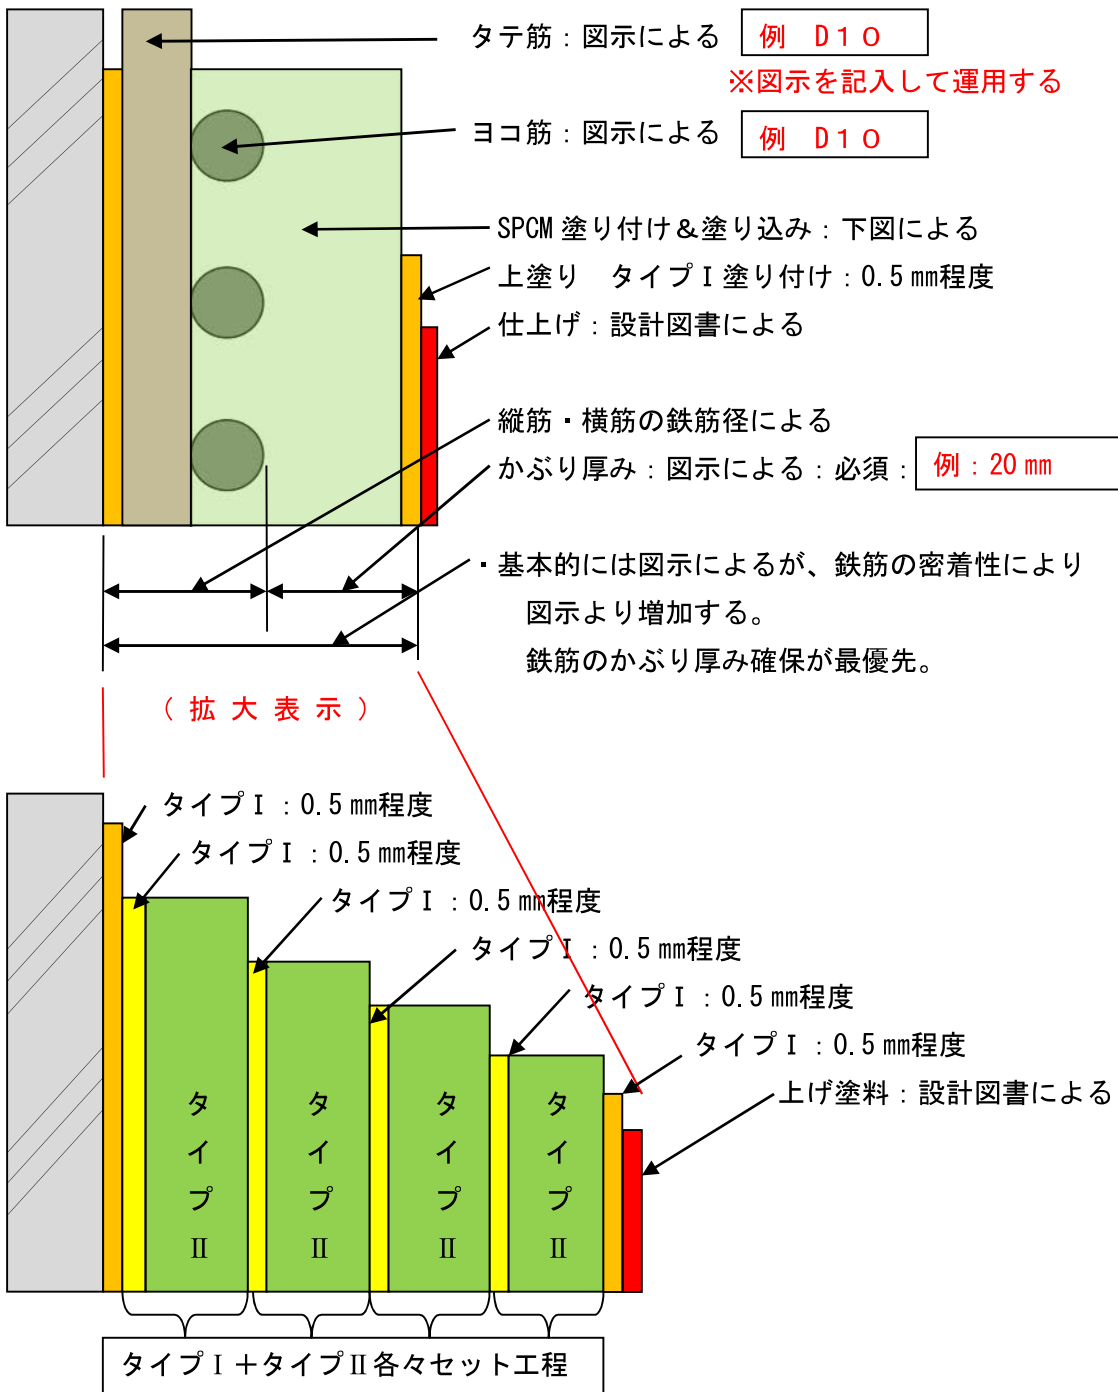 タテ筋：図示による
例　D１０
※図示を記入して運用する
ヨコ筋：図示による
例　D１０
SPCM 塗り付け＆塗り込み：下図による
上塗り　タイプⅠ塗り付け：0.5 ㎜程度
仕上げ：設計図書による
縦筋・横筋の鉄筋径による
かぶり厚み：図示による：必須：
例：20 ㎜
・基本的には図示によるが、鉄筋の密着性により
図示より増加する。
鉄筋のかぶり厚み確保が最優先。
（拡大表示）
タイプⅠ：0.5 ㎜程度
タイプⅠ：0.5 ㎜程度
タイプⅠ：0.5 ㎜程度
タイプⅠ：0.5 ㎜程度
タイプⅠ：0.5 ㎜程度
タイプⅠ：0.5 ㎜程度
上げ塗料：設計図書による
タイプⅡ
タイプⅡ
タイプⅡ
タイプⅡ
タイプⅠ＋タイプⅡ各々セット工程